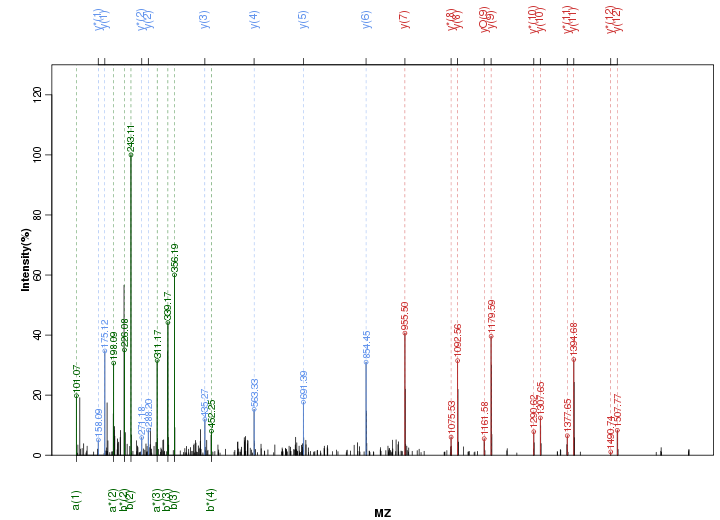 y*(1)
y(1)
y*(2)
y(2)
y(3)
y(4)
y(5)
y(6)
y(7)
y*(8)
y(8)
yO(9)
y(9)
y*(10)
y(10)
y*(11)
y(11)
y*(12)
y(12)
Intensity(%)
0
20
40
60
80
100
120
101.07
158.09
175.12
198.09
226.08
243.11
271.18
288.20
311.17
339.17
356.19
435.27
452.25
563.33
691.39
854.45
955.50
1075.53
1092.56
1161.58
1179.59
1290.62
1307.65
1377.65
1394.68
1490.74
1507.77
a(1)
a*(2)
b*(2)
b(2)
a*(3)
b*(3)
b(3)
b*(4)
MZ